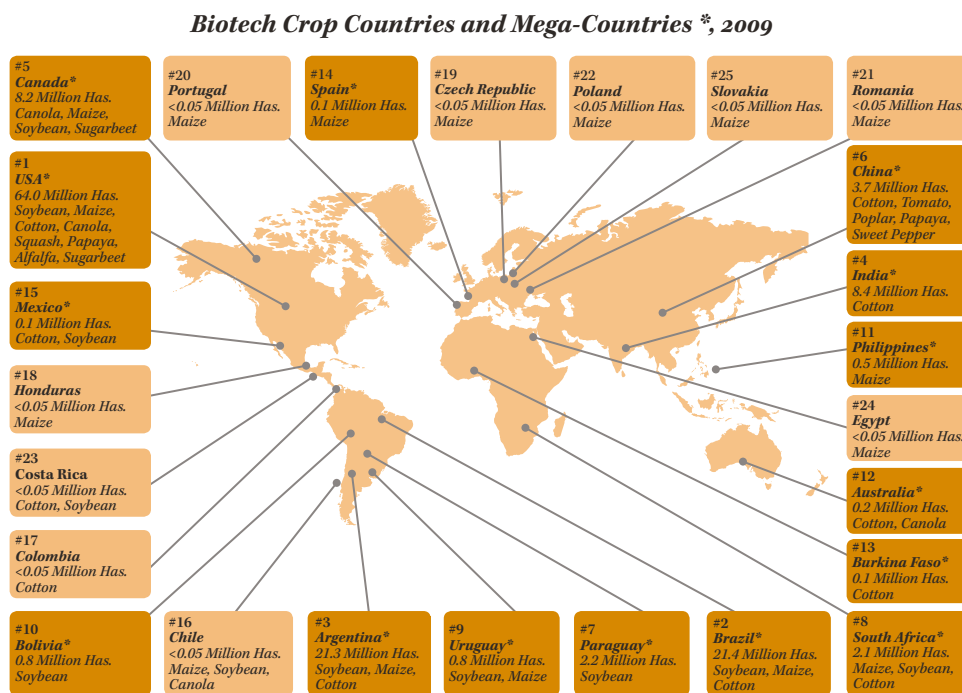 Biotech Crop Countries and Mega-Countries *, 2009
#5
Canada*
8.2 Million Has.
Canola, Maize,
Soybean, Sugarbeet
#20
Portugal
<0.05 Million Has.
Maize
#14
Spain*
0.1 Million Has.
Maize
#19
Czech Republic
<0.05 Million Has.
Maize
#22
Poland
<0.05 Million Has.
Maize
#25
Slovakia
<0.05 Million Has.
Maize
#21
Romania
<0.05 Million Has.
Maize
#1
USA*
64.0 Million Has.
Soybean, Maize,
Cotton, Canola,
Squash, Papaya,
Alfalfa, Sugarbeet
#6
China*
3.7 Million Has.
Cotton, Tomato,
Poplar, Papaya,
Sweet Pepper
#4
India*
8.4 Million Has.
Cotton
#15
Mexico*
0.1 Million Has.
Cotton, Soybean
#11
Philippines*
0.5 Million Has.
Maize
#18
Honduras
<0.05 Million Has.
Maize
#24
Egypt
<0.05 Million Has.
Maize
#23
Costa Rica
<0.05 Million Has.
Cotton, Soybean
#12
Australia*
0.2 Million Has.
Cotton, Canola
#17
Colombia
<0.05 Million Has.
Cotton
#13
Burkina Faso*
0.1 Million Has.
Cotton
#10
Bolivia*
0.8 Million Has.
Soybean
#16
Chile
<0.05 Million Has.
Maize, Soybean,
Canola
#3
Argentina*
21.3 Million Has.
Soybean, Maize,
Cotton
#9
Uruguay*
0.8 Million Has.
Soybean, Maize
#7
Paraguay*
2.2 Million Has.
Soybean
#2
Brazil*
21.4 Million Has.
Soybean, Maize,
Cotton
#8
South Africa*
2.1 Million Has.
Maize, Soybean,
Cotton